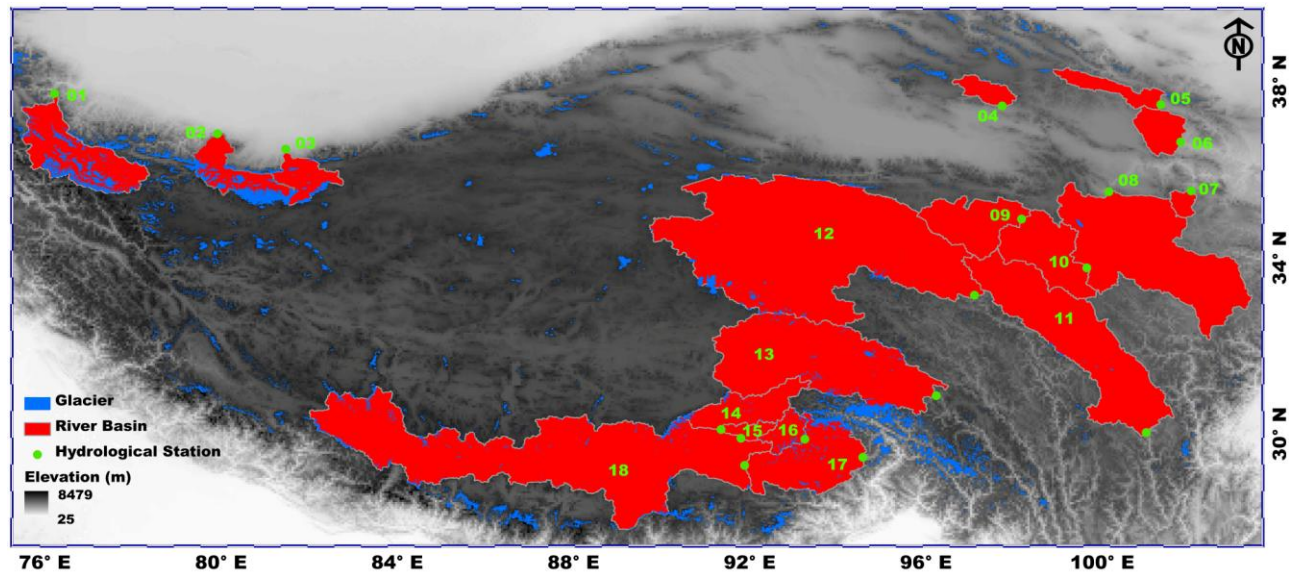 N
38° N
34° N
30° N
01
02
03
04
05
06
07
08
09
10
11
12
13
14
15
16
17
18
Glacier
River Basin
Hydrological Station
Elevation (m)
8479
25
76° E
80° E
84° E
88° E
92° E
96° E
100° E